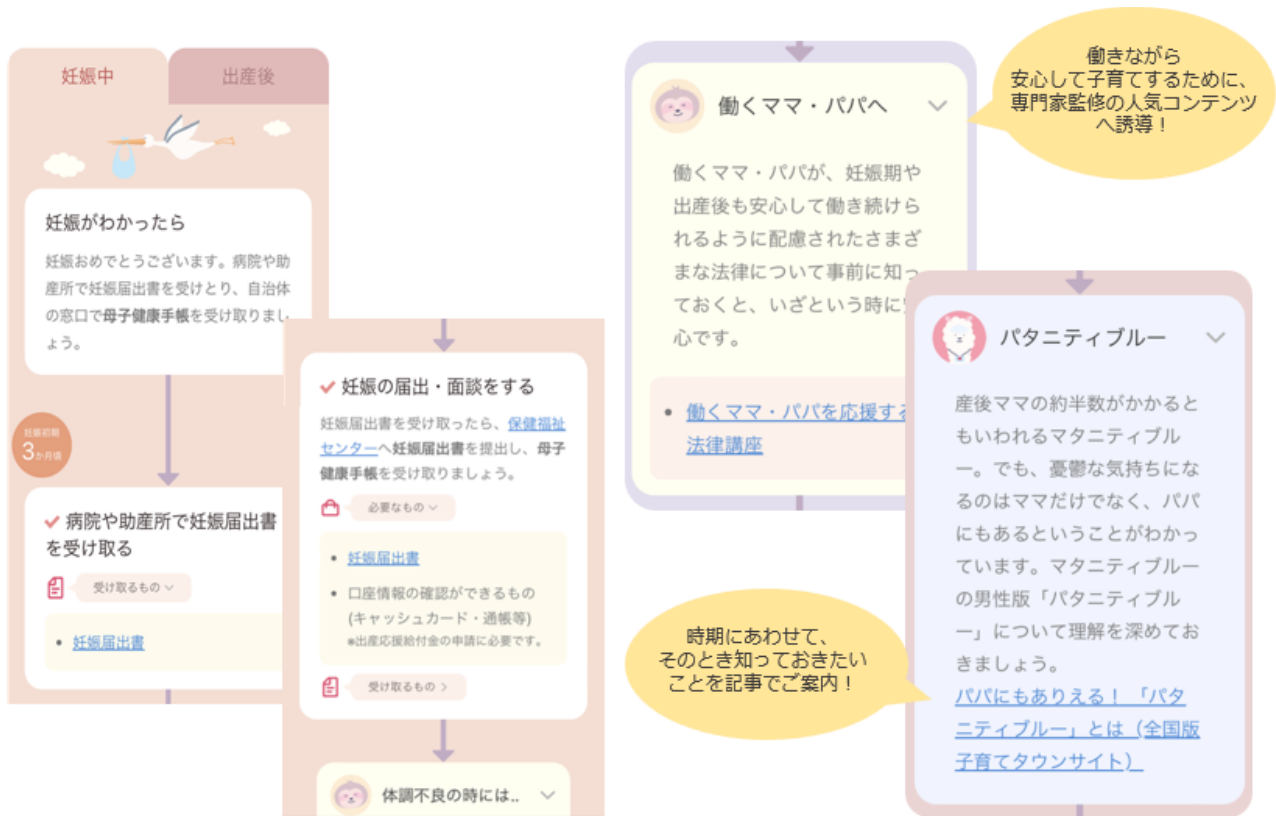 妊娠中
出産後
妊娠がわかったら
妊娠おめでとうございます。病院や助
産所で妊娠届出書を受けとり、自治体
の窓口で母子健康手帳を受け取りまし
ょう。
妊娠初期
3か月頃
✓病院や助産所で妊娠届出書
を受け取る
受け取るもの
• 妊娠届出書
✓妊娠の届出・面談をする
妊娠届出書を受け取ったら、保健福祉
センターへ妊娠届出書を提出し、母子
健康手帳を受け取りましょう。
必要なもの
• 妊娠届出書
• 口座情報の確認ができるもの
(キャッシュカード・通帳等)
※出産応援給付金の申請に必要です。
受け取るもの
体調不良の時には..
働くママ・パパへ
働くママ・パパが、妊娠期や
出産後も安心して働き続けら
れるように配慮されたさまざ
まな法律について事前に知っ
ておくと、いざという時に
心です。
• 働くママ・パパを応援する
法律講座
働きながら
安心して子育てするために、
専門家監修の人気コンテンツ
へ誘導！
パタニティブルー
産後ママの約半数がかかると
もいわれるマタニティブル
ー。でも、憂鬱な気持ちにな
るのはママだけでなく、パパ
にもあるということがわかっ
ています。マタニティブルー
の男性版「パタニティブル
ー」について理解を深めてお
きましょう。
パパにもありえる！「パタ
ニティブルー」とは（全国版
子育てタウンサイト）
時期にあわせて、
そのとき知っておきたい
ことを記事でご案内！